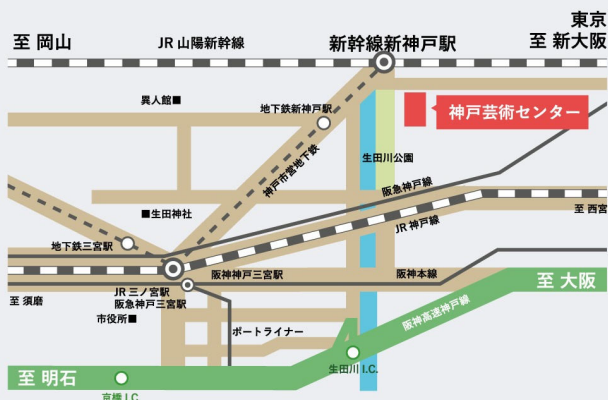 東京
至 岡山
JR 山陽新幹線
新幹線新神戸駅
至 新大阪
異人館■
地下鉄新神戸駅
神戸芸術センター
神戸市営地下鉄
生田川公園
阪急神戸線
■生田神社
JR 神戸線
至 西宮
地下鉄三宮駅
阪神神戸三宮駅
阪神本線
至 大阪
至 須磨
JR 三ノ宮駅
阪急神戸三宮駅
市役所■
ポートライナー
阪神高速神戸線
生田川 I.C.
至 明石
京橋 I.C.